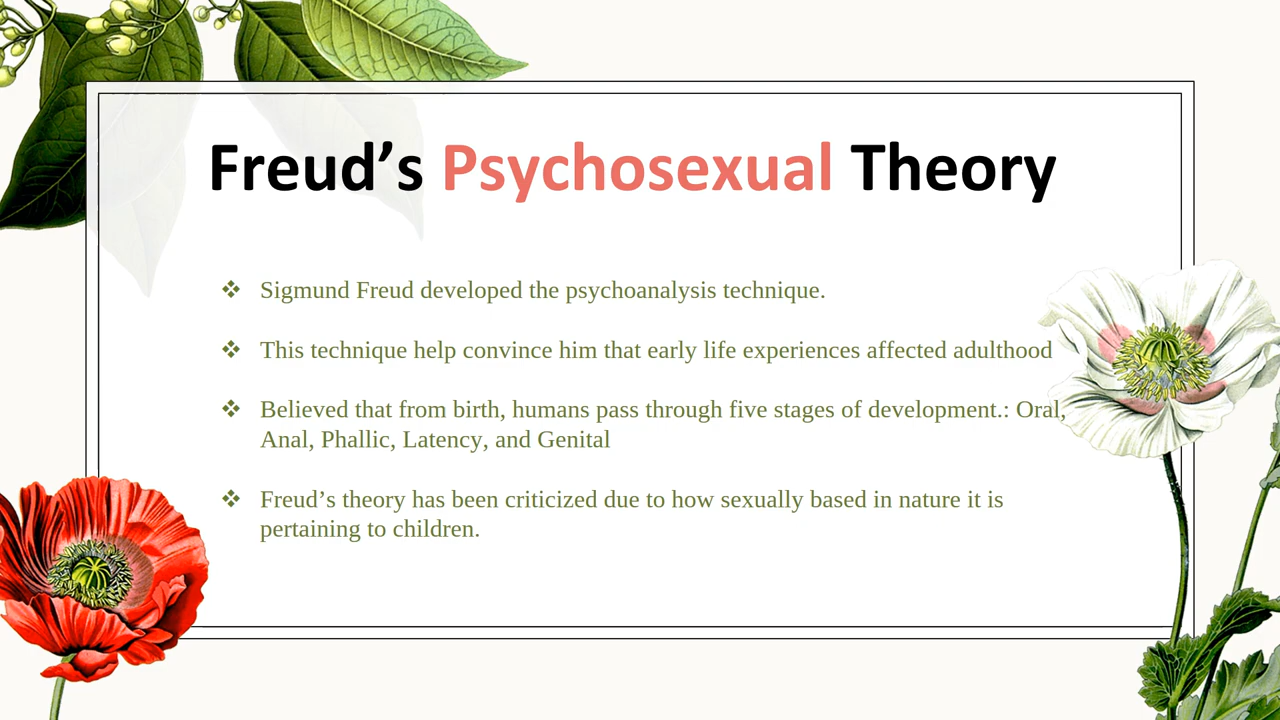 Freud’s Psychosexual Theory
❖ Sigmund Freud developed the psychoanalysis technique.
❖ This technique help convince him that early life experiences affected adulthood
❖ Believed that from birth, humans pass through five stages of development.: Oral,
Anal, Phallic, Latency, and Genital
❖ Freud’s theory has been criticized due to how sexually based in nature it is
pertaining to children.